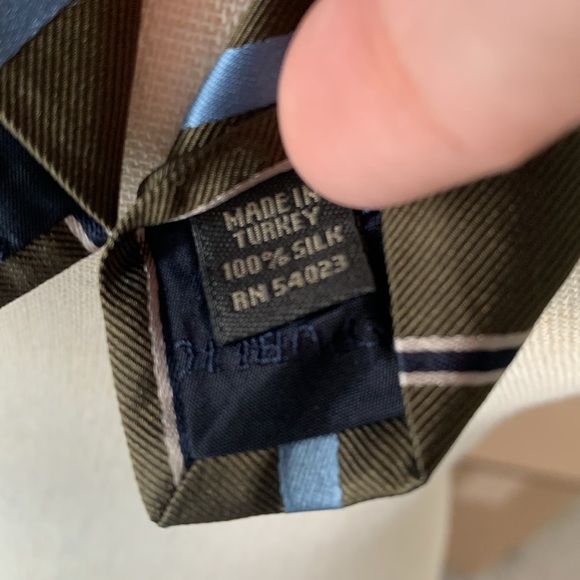 MADE IN
TURKEY
100% SILK
RN 54023